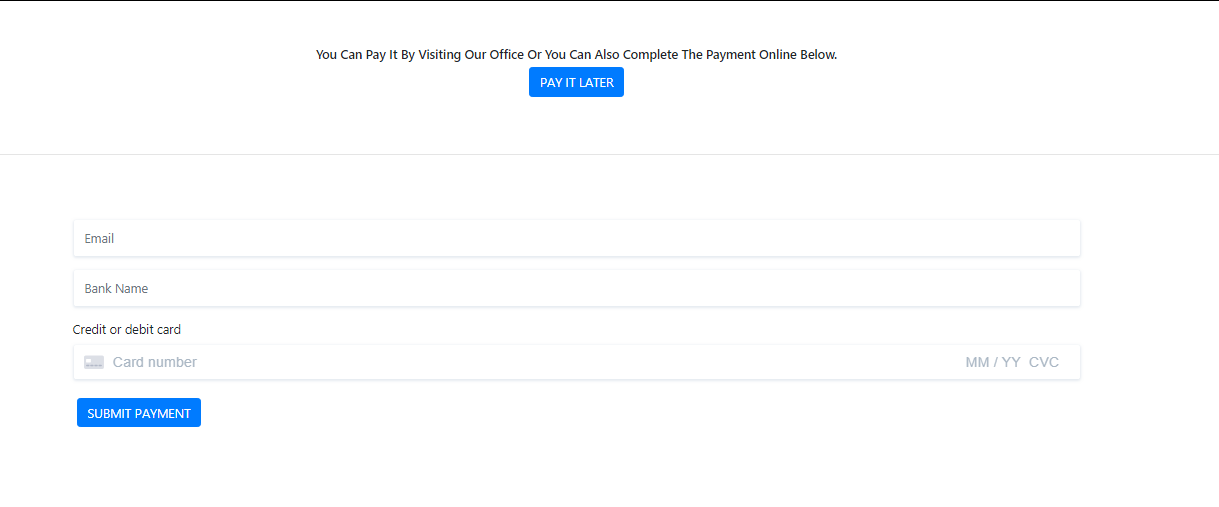 You Can Pay It By Visiting Our Office Or You Can Also Complete The Payment Online Below.
PAY IT LATER
Email
Bank Name
Credit or debit card
Card number MM / YY CVC
SUBMIT PAYMENT